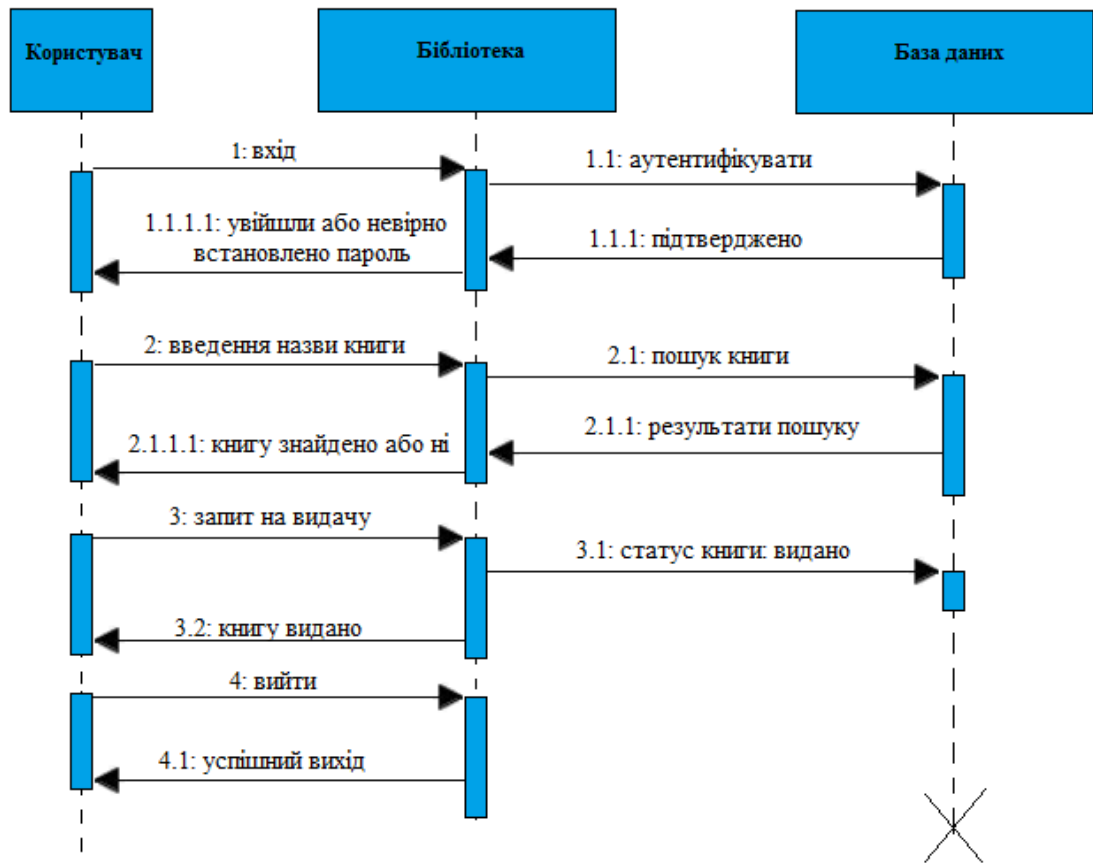 Користувач
Бібліотека
База даних
1: вхід
1.1: аутентифікувати
1.1.1.1: увійшли або невірно
встановлено пароль
1.1.1: підтверджено
2: введення назви книги
2.1: пошук книги
2.1.1.1: книгу знайдено або ні
2.1.1: результати пошуку
3: запит на видачу
3.1: статус книги: видано
3.2: книгу видано
4: вийти
4.1: успішний вихід